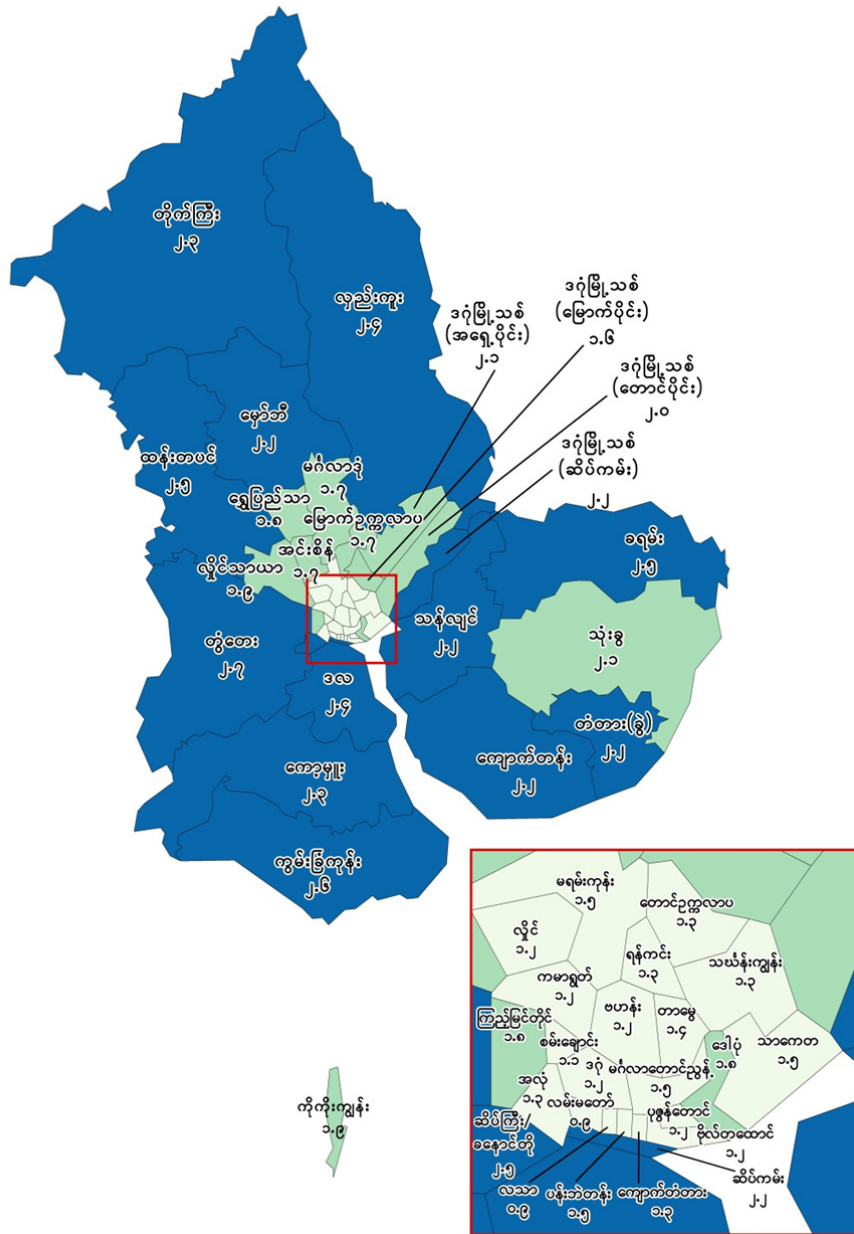 တိုက်ကြီး
၂.၃
လှည်းကူး
၂.၄
ဒဂုံမြို့သစ်
(အရှေ့ပိုင်း)
၂.၁
ဒဂုံမြို့သစ်
(မြောက်ပိုင်း)
၁.၆
ဒဂုံမြို့သစ်
(တောင်ပိုင်း)
၂.၀
ဒဂုံမြို့သစ်
(ဆိပ်ကမ်း)
၂.၂
မှော်ဘီ
၂.၂
ထန်းတပင်
၂.၅
မင်္ဂလာဒုံ
၁.၇
ရွှေပြည်သာ
၁.၈
မြောက်ဥက္ကလာပ
၁.၇
အင်းစိန်
၁.၇
လှိုင်သာယာ
၁.၉
ခရမ်း
၂.၅
သုံးခွ
၂.၁
သန်လျင်
၂.၂
တွံတေး
၂.၇
ဒလ
၂.၄
တံတား(ခွဲ)
၂.၂
ကျောက်တန်း
၂.၂
ကော့မှူး
၂.၃
ကွမ်းခြံကုန်း
၂.၆
ကိုကိုးကျွန်း
၁.၉
မရမ်းကုန်း
၁.၅
တောင်ဥက္ကလာပ
၁.၃
လှိုင်
၁.၂
ရန်ကင်း
၁.၃
သင်္ဃန်းကျွန်း
၁.၃
ကမာရွတ်
၁.၂
ဗဟန်း
၁.၂
တာမွေ
၁.၄
ကြည့်မြင်တိုင်
၁.၈
စမ်းချောင်း
၁.၁
ဒေါပုံ
၁.၈
သာကေတ
၁.၅
ဒဂုံ
၁.၂
မင်္ဂလာတောင်ညွန့်
၁.၅
အလုံ
၁.၃
လမ်းမတော်
၀.၉
ပုဇွန်တောင်
၁.၂
ဗိုလ်တထောင်
၁.၂
ဆိပ်ကြီး/
ခနောင်တို
၂.၅
လသာ
၀.၉
ပန်းဘဲတန်း
၁.၅
ကျောက်တံတား
၁.၃
ဆိပ်ကမ်း
၂.၂